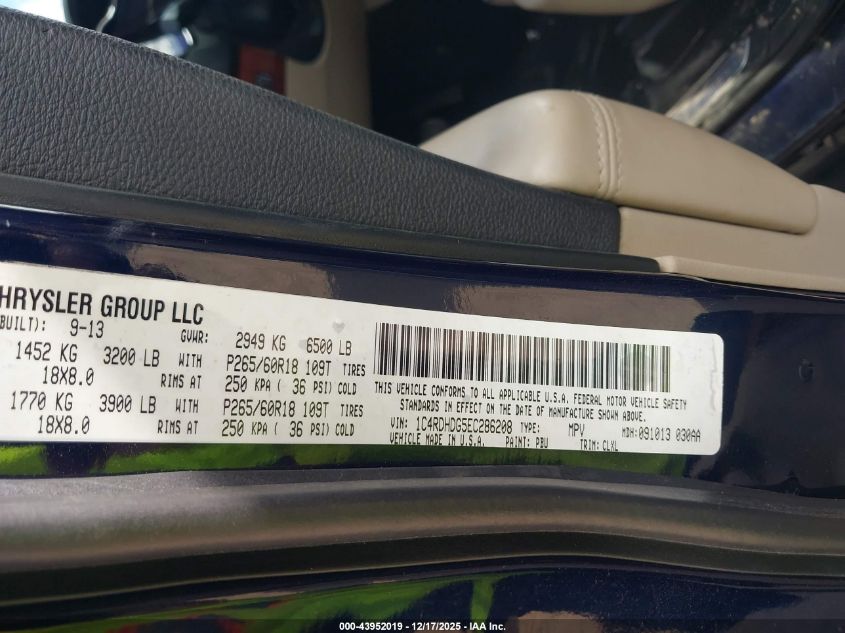 HRYSLER GROUP LLC
BUILT): 9-13 GVWR: 2949 KG 6500 LB
1452 KG 3200 LB WITH P265/60R18 109T TIRES
18X8.0 RIMS AT 250 KPA ( 36 PSI) COLD
1770 KG 3900 LB WITH P265/60R18 109T TIRES
18X8.0 RIMS AT 250 KPA ( 36 PSI) COLD
THIS VEHICLE CONFORMS TO ALL APPLICABLE U.S.A. FEDERAL MOTOR VEHICLE SAFETY
STANDARDS IN EFFECT ON THE DATE OF MANUFACTURE SHOWN ABOVE.
VIN: 1C4RDHDG5EC286208 TYPE: MPV MDH: 091013 030AA
VEHICLE MADE IN U.S.A. PAINT: PBU TRIM: CLXL
000-43952019 - 12/17/2025 - IAA Inc.